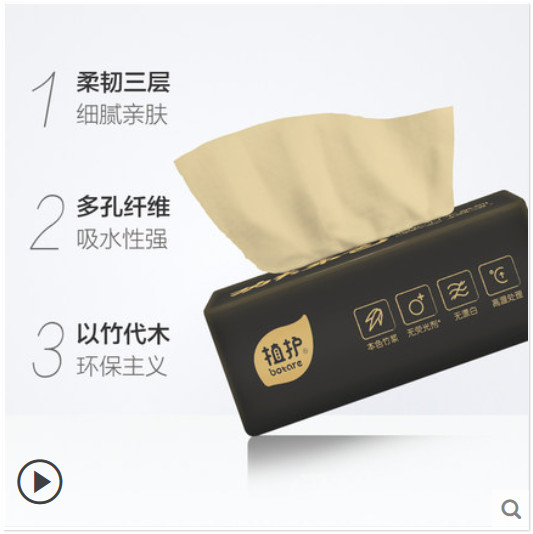 1
柔韧三层
细腻亲肤
2
多孔纤维
吸水性强
3
以竹代木
环保主义
植护®
botare
本色竹浆
无荧光剂*
无漂白
高温处理